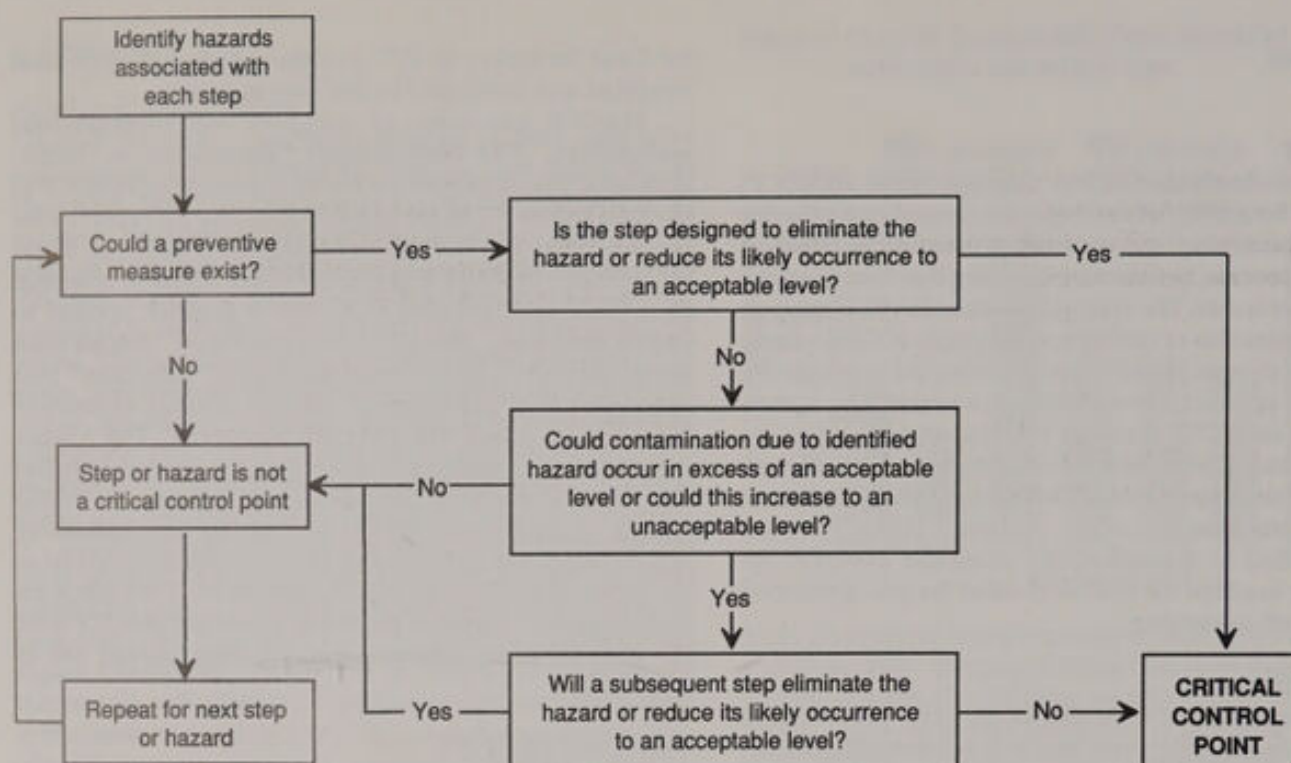 Identify hazards
associated with
each step
Could a preventive
measure exist?
Yes
Is the step designed to eliminate the
hazard or reduce its likely occurrence to
an acceptable level?
Yes
No
No
Step or hazard is not
a critical control point
No
Could contamination due to identified
hazard occur in excess of an acceptable
level or could this increase to an
unacceptable level?
Yes
Repeat for next step
or hazard
Yes
Will a subsequent step eliminate the
hazard or reduce its likely occurrence
to an acceptable level?
No
CRITICAL
CONTROL
POINT